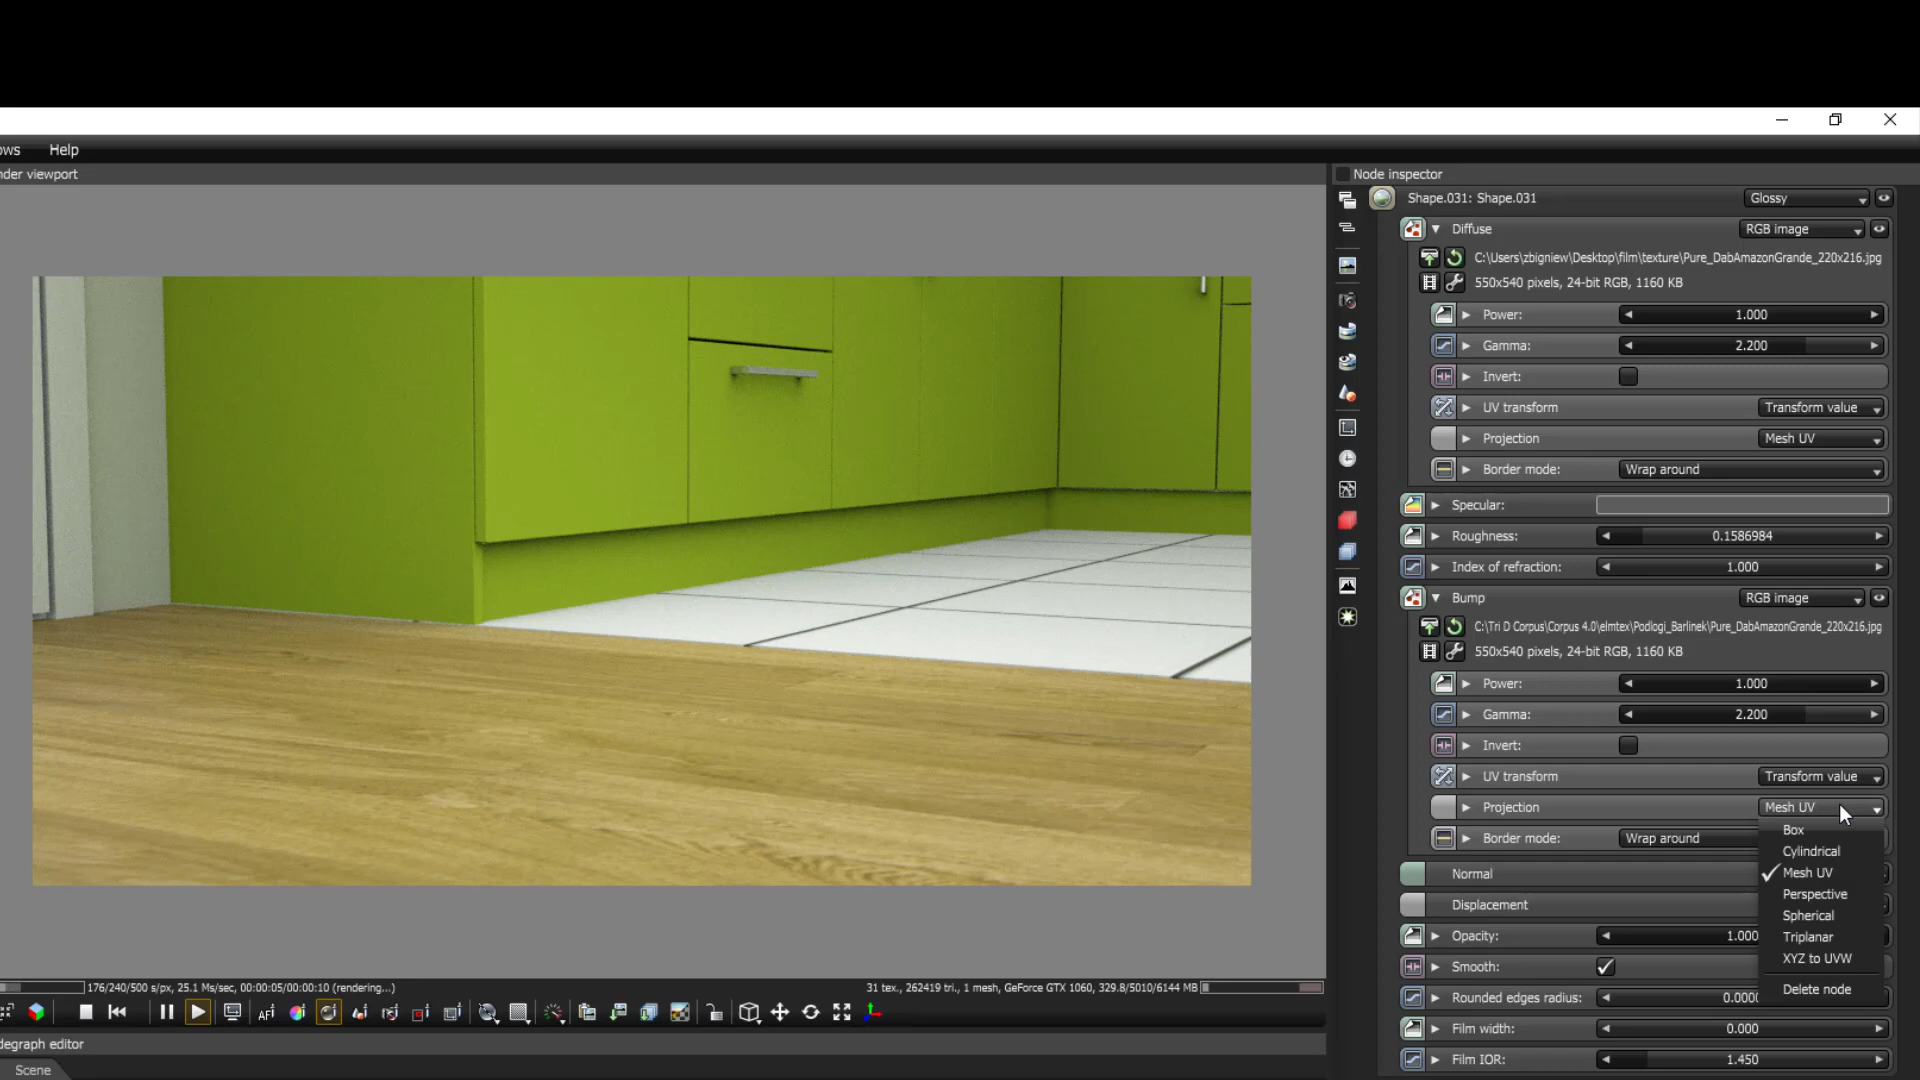 ows Help
nder viewport
Node inspector
Shape.031: Shape.031 Glossy
Diffuse RGB image
C:\Users\zbigniew\Desktop\film\texture\Pure_DabAmazonGrande_220x216.jpg
550x540 pixels, 24-bit RGB, 1160 KB
Power: 1.000
Gamma: 2.200
Invert:
UV transform Transform value
Projection Mesh UV
Border mode: Wrap around
Specular:
Roughness: 0.1586984
Index of refraction: 1.000
Bump RGB image
C:\Tri D Corpus\Corpus 4.0\elmtex\Podlogi_Barlinek\Pure_DabAmazonGrande_220x216.jpg
550x540 pixels, 24-bit RGB, 1160 KB
Power: 1.000
Gamma: 2.200
Invert:
UV transform Transform value
Projection Mesh UV
Box
Border mode: Wrap around
Cylindrical
Normal Mesh UV
Perspective
Displacement
Spherical
Opacity: 1.000
Triplanar
Smooth: XYZ to UVW
Delete node
Rounded edges radius: 0.0000
Film width: 0.000
Film IOR: 1.450
176/240/500 s/px, 25.1 Ms/sec, 00:00:05/00:00:10 (rendering...)
31 tex., 262419 tri., 1 mesh, GeForce GTX 1060, 329.8/5010/6144 MB
AF
degraph editor
Scene